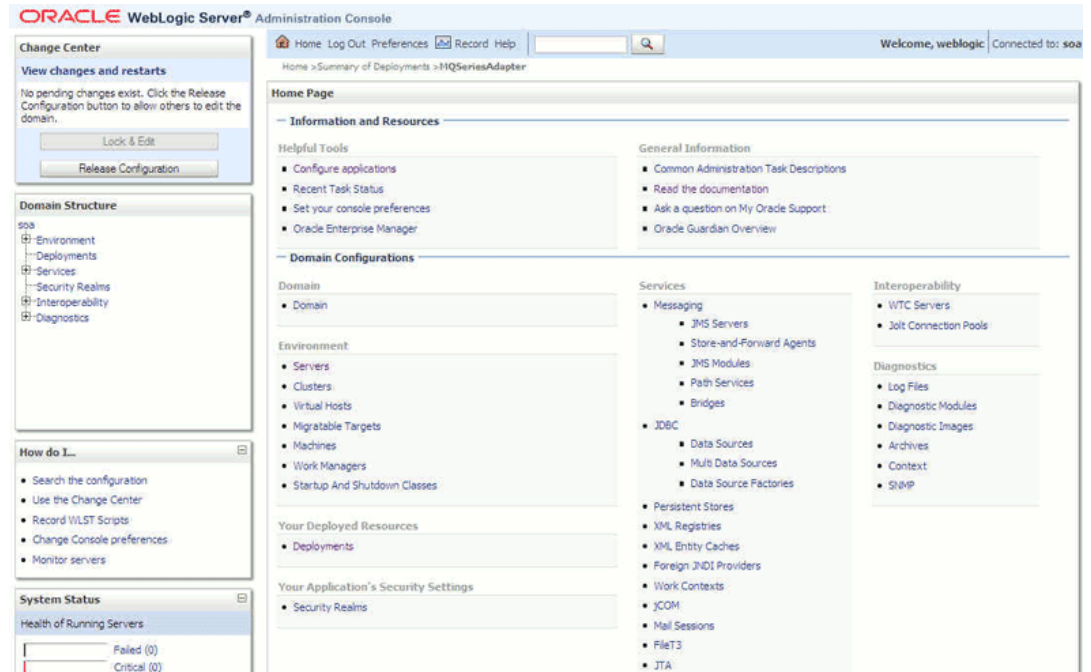 ORACLE WebLogic Server® Administration Console
Change Center
View changes and restarts
No pending changes exist. Click the Release
Configuration button to allow others to edit the
domain.
Lock & Edit
Release Configuration
Domain Structure
soa
Environment
Deployments
Services
Security Realms
Interoperability
Diagnostics
How do I...
Search the configuration
Use the Change Center
Record WLST Scripts
Change Console preferences
Monitor servers
System Status
Health of Running Servers
Failed (0)
Critical (0)
Home Log Out Preferences Record Help
Welcome, weblogic Connected to: soa
Home >Summary of Deployments >MQSeriesAdapter
Home Page
Information and Resources
Helpful Tools
Configure applications
Recent Task Status
Set your console preferences
Oracle Enterprise Manager
General Information
Common Administration Task Descriptions
Read the documentation
Ask a question on My Oracle Support
Oracle Guardian Overview
Domain Configurations
Domain
Domain
Environment
Servers
Clusters
Virtual Hosts
Migratable Targets
Machines
Work Managers
Startup And Shutdown Classes
Your Deployed Resources
Deployments
Your Application's Security Settings
Security Realms
Services
Messaging
JMS Servers
Store-and-Forward Agents
JMS Modules
Path Services
Bridges
JDBC
Data Sources
Multi Data Sources
Data Source Factories
Persistent Stores
XML Registries
XML Entity Caches
Foreign JNDI Providers
Work Contexts
jCOM
Mail Sessions
FileT3
JTA
Interoperability
WTC Servers
Jolt Connection Pools
Diagnostics
Log Files
Diagnostic Modules
Diagnostic Images
Archives
Context
SNMP